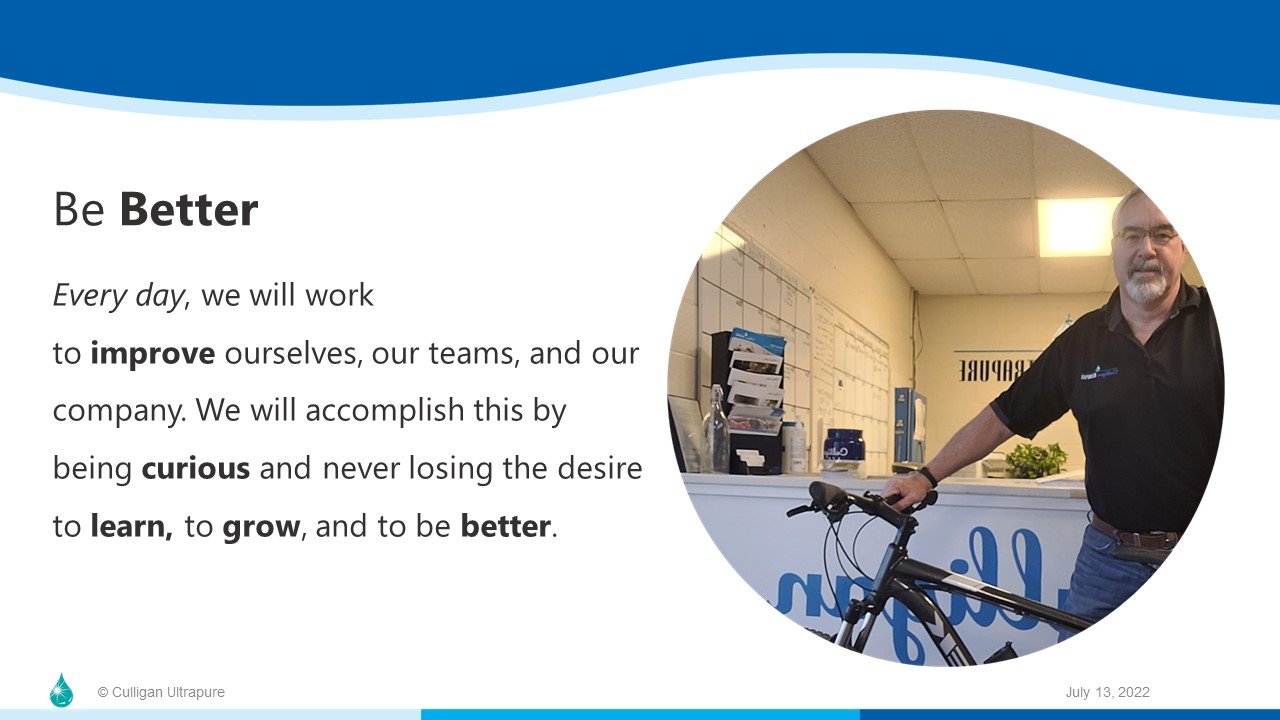 Be Better
Every day, we will work
to improve ourselves, our teams, and our
company. We will accomplish this by
being curious and never losing the desire
to learn, to grow, and to be better.
TRAPURE
lligan
© Culligan Ultrapure
July 13, 2022